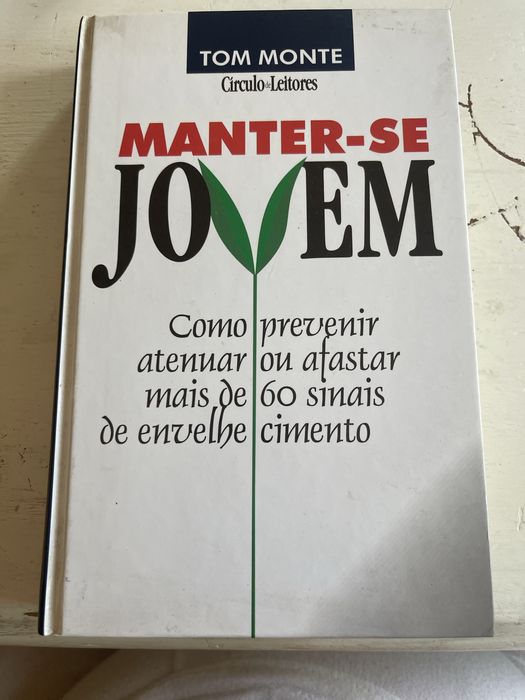 TOM MONTE
Círculo de Leitores
MANTER-SE
JOVEM
Como prevenir
atenuar ou afastar
mais de 60 sinais
de envelhe cimento